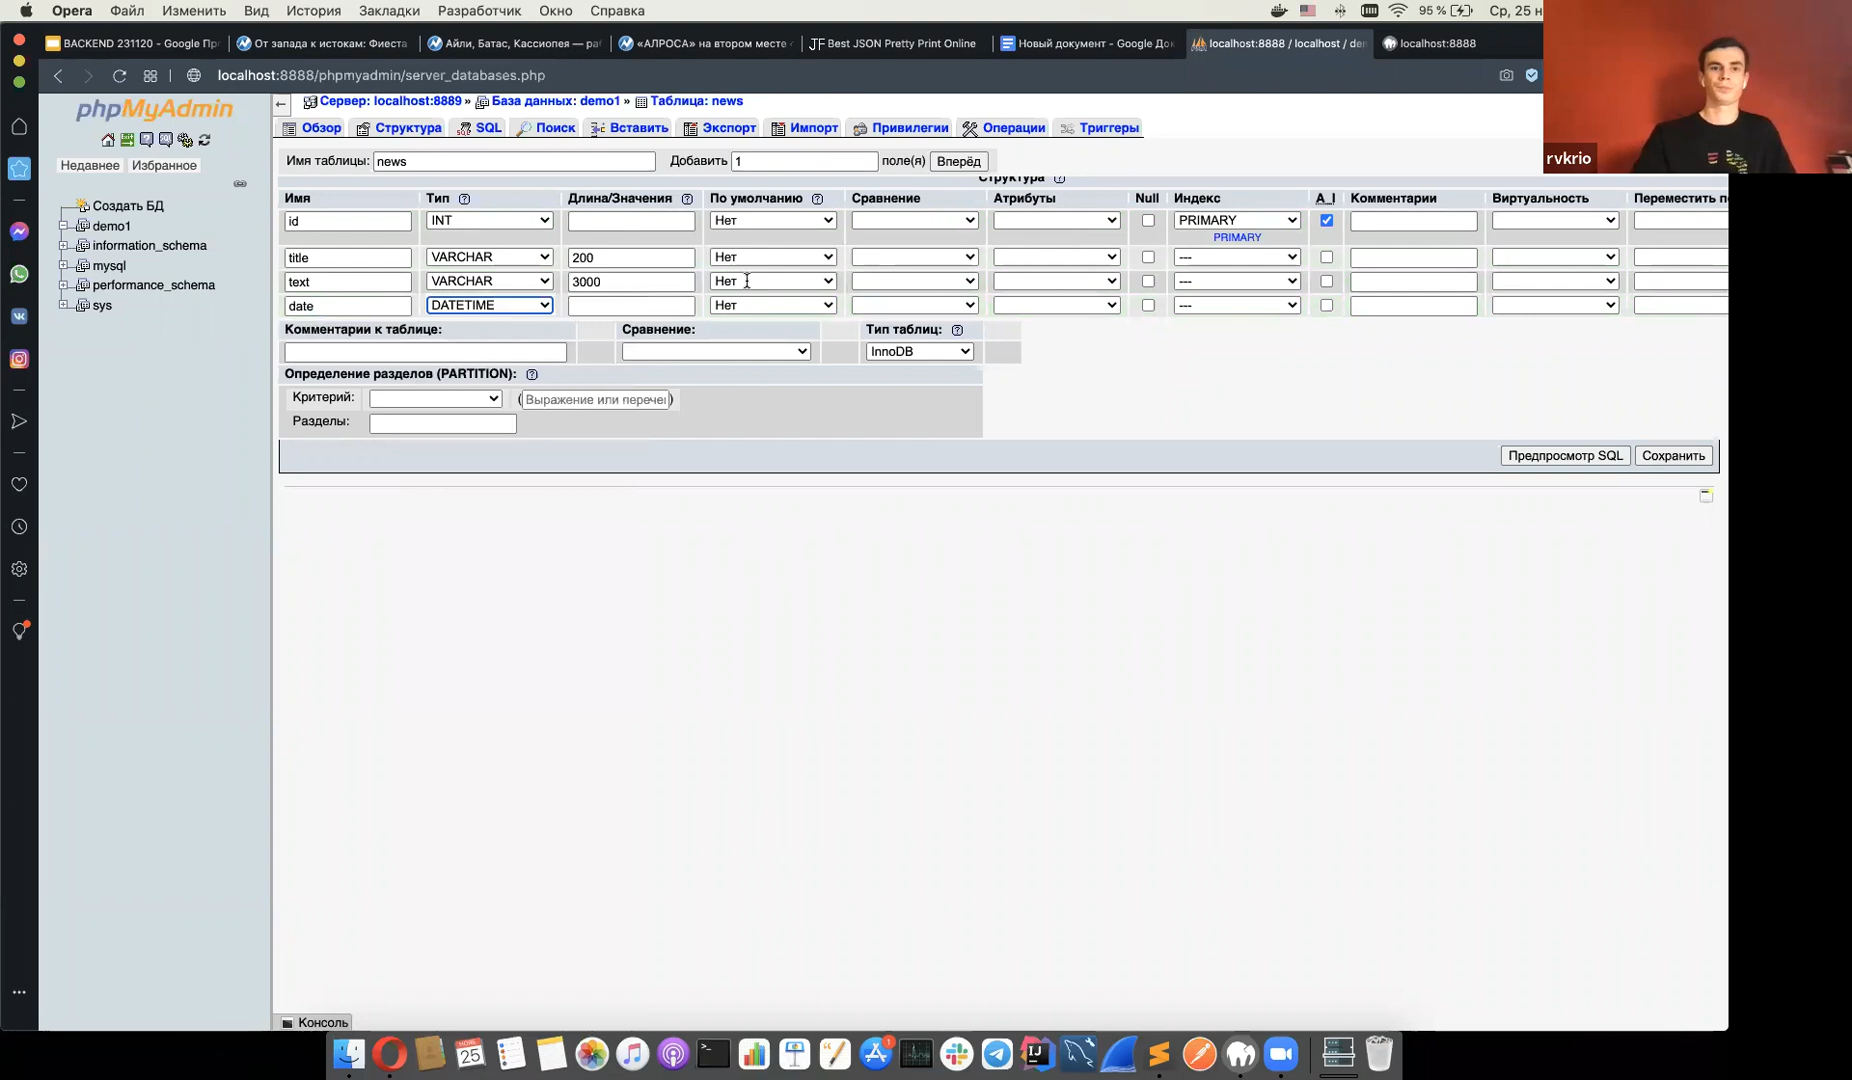 Opera Файл Изменить Вид История Закладки Разработчик Окно Справка 95 % Ср, 25 н
BACKEND 231120 - Google Пр
От запада к истокам: Фиеста
Айли, Батас, Кассиопея — ра
«АЛРОСА» на втором месте
JF Best JSON Pretty Print Online
Новый документ - Google До
localhost:8888 / localhost / de
localhost:8888
localhost:8888/phpmyadmin/server_databases.php
phpMyAdmin
Недавнее Избранное
Создать БД
demo1
information_schema
mysql
performance_schema
sys
Сервер: localhost:8889 » База данных: demo1 » Таблица: news
Обзор Структура SQL Поиск Вставить Экспорт Импорт Привилегии Операции Триггеры
Имя таблицы: news Добавить 1 поле(я) Вперёд
Структура
Имя Тип Длина/Значения По умолчанию Сравнение Атрибуты Null Индекс A_I Комментарии Виртуальность Переместить по
id INT Нет PRIMARY
PRIMARY
title VARCHAR 200 Нет ---
text VARCHAR 3000 Нет ---
date DATETIME Нет ---
Комментарии к таблице: Сравнение: Тип таблиц:
InnoDB
Определение разделов (PARTITION):
Критерий: (Выражение или перечен)
Разделы:
Предпросмотр SQL Сохранить
Консоль
rvkrio
25
1